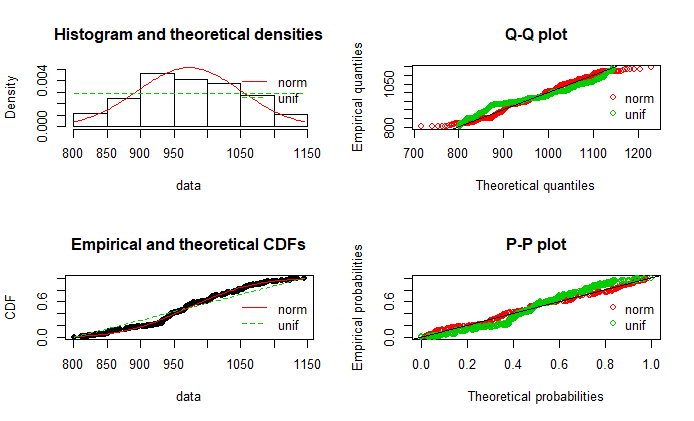 Histogram and theoretical densities
Density
0.000 0.004
norm
unif
800 850 900 950 1050 1150
data
Q-Q plot
Empirical quantiles
800 1050
norm
unif
700 800 900 1000 1100 1200
Theoretical quantiles
Empirical and theoretical CDFs
CDF
0.0 0.6
norm
unif
800 850 900 950 1050 1150
data
P-P plot
Empirical probabilities
0.0 0.6
norm
unif
0.0 0.2 0.4 0.6 0.8 1.0
Theoretical probabilities